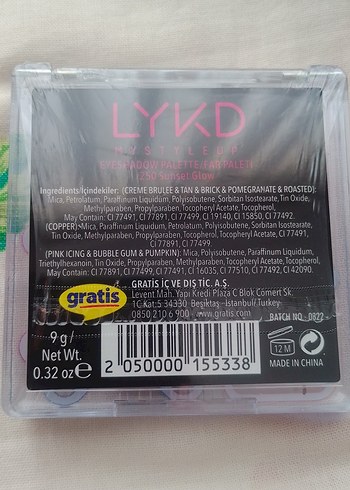 LYKD
MYSTYLEUP
EYESHADOW PALETTE/FAR PALETİ
250 Sunset Glow
Ingredients/İçindekiler: (CREME BRULEE & TAN & BRICK & POMEGRANATE & ROASTED):
Mica, Petrolatum, Paraffinum Liquidum, Polyisobutene, Sorbitan Isostearate, Tin Oxide,
Methylparaben, Propylparaben, Tocopheryl Acetate, Tocopherol,
May Contain: CI 77491, CI 77891, CI 77499, CI 19140, CI 15850, CI 77492.
(COPPER):Mica, Paraffinum Liquidum, Petrolatum, Polyisobutene, Sorbitan Isostearate,
Tin Oxide, Methylparaben, Propylparaben, Tocopherol, Tocopheryl Acetate, CI 77491,
CI 77891, CI 77499.
(PINK ICING & BUBBLE GUM & PUMPKIN): Mica, Polyisobutene, Paraffinum Liquidum,
Triethylhexanoin, Tin Oxide, Propylparaben, Methylparaben, Tocopheryl Acetate, Tocopherol,
May Contain: CI 77891, CI 77499, CI 77491, CI 16035, CI 77510, CI 77492, CI 42090.
gratis
GRATİS İÇ VE DIŞ TİC. A.Ş.
Levent Mah. Yapı Kredi Plaza C Blok Cömert Sk.
1C Kat:5 34330 Beşiktaş - İstanbul/Turkey
0850 210 6 900 - www.gratis.com
BATCH NO - 0822
9 g/
Net Wt.
0.32 oz e
2 050000 155338
12 M
MADE IN CHINA